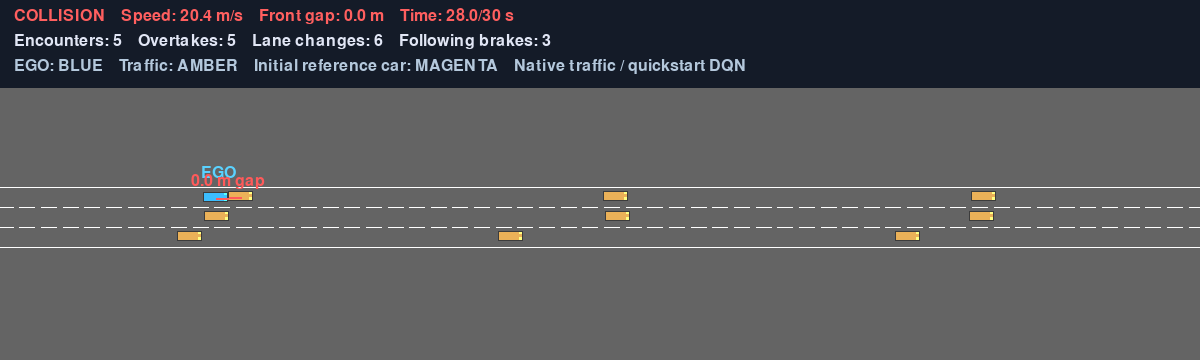 COLLISION Speed: 20.4 m/s Front gap: 0.0 m Time: 28.0/30 s
Encounters: 5 Overtakes: 5 Lane changes: 6 Following brakes: 3
EGO: BLUE Traffic: AMBER Initial reference car: MAGENTA Native traffic / quickstart DQN
EGO
0.0 m gap